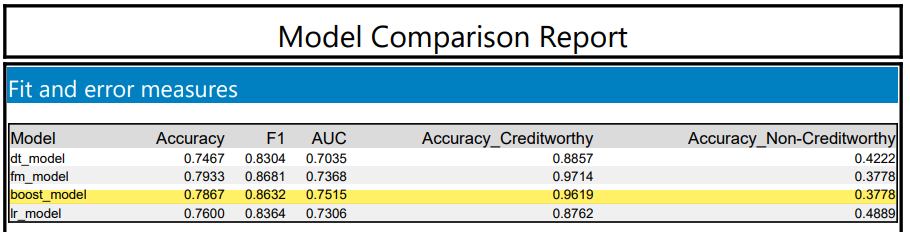 Model Comparison Report
Fit and error measures
Model Accuracy F1 AUC Accuracy_Creditworthy Accuracy_Non-Creditworthy
dt_model 0.7467 0.8304 0.7035 0.8857 0.4222
fm_model 0.7933 0.8681 0.7368 0.9714 0.3778
boost_model 0.7867 0.8632 0.7515 0.9619 0.3778
lr_model 0.7600 0.8364 0.7306 0.8762 0.4889